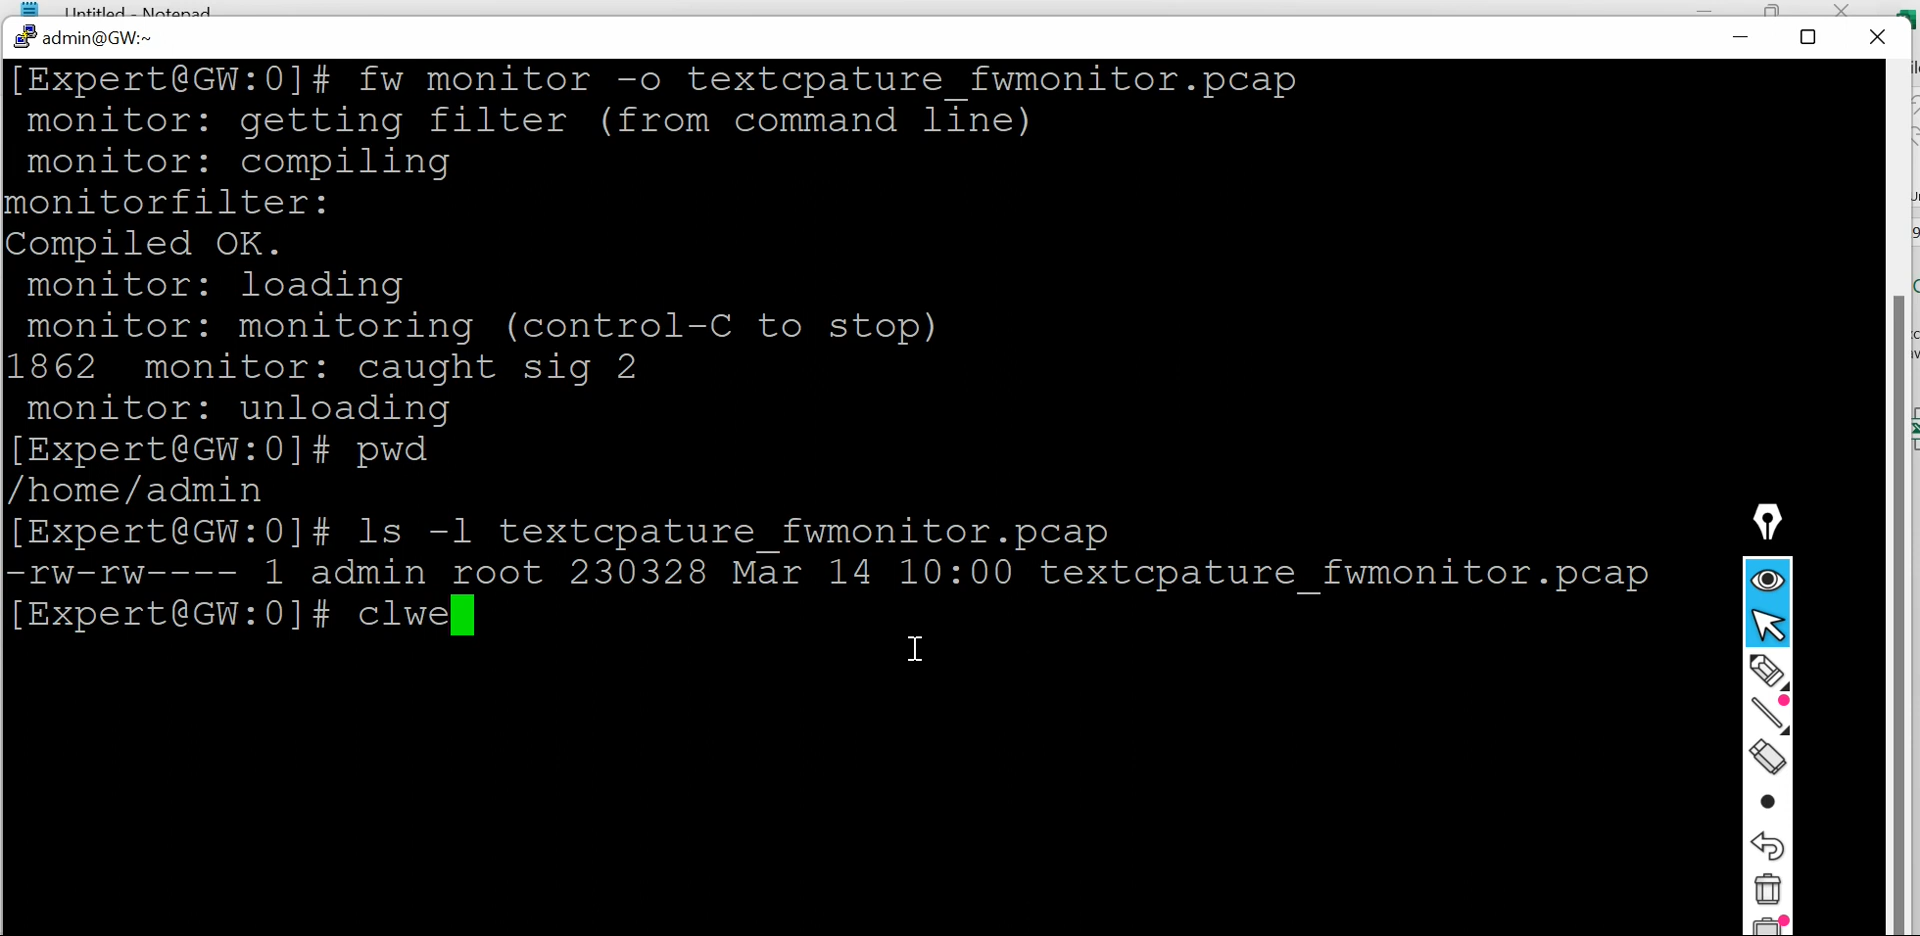 Untitled - Notepad
admin@GW:~
[Expert@GW:0]# fw monitor -o textcpature_fwmonitor.pcap
 monitor: getting filter (from command line)
 monitor: compiling
monitorfilter:
Compiled OK.
 monitor: loading
 monitor: monitoring (control-C to stop)
1862  monitor: caught sig 2
 monitor: unloading
[Expert@GW:0]# pwd
/home/admin
[Expert@GW:0]# ls -l textcpature_fwmonitor.pcap
-rw-rw---- 1 admin root 230328 Mar 14 10:00 textcpature_fwmonitor.pcap
[Expert@GW:0]# clwe